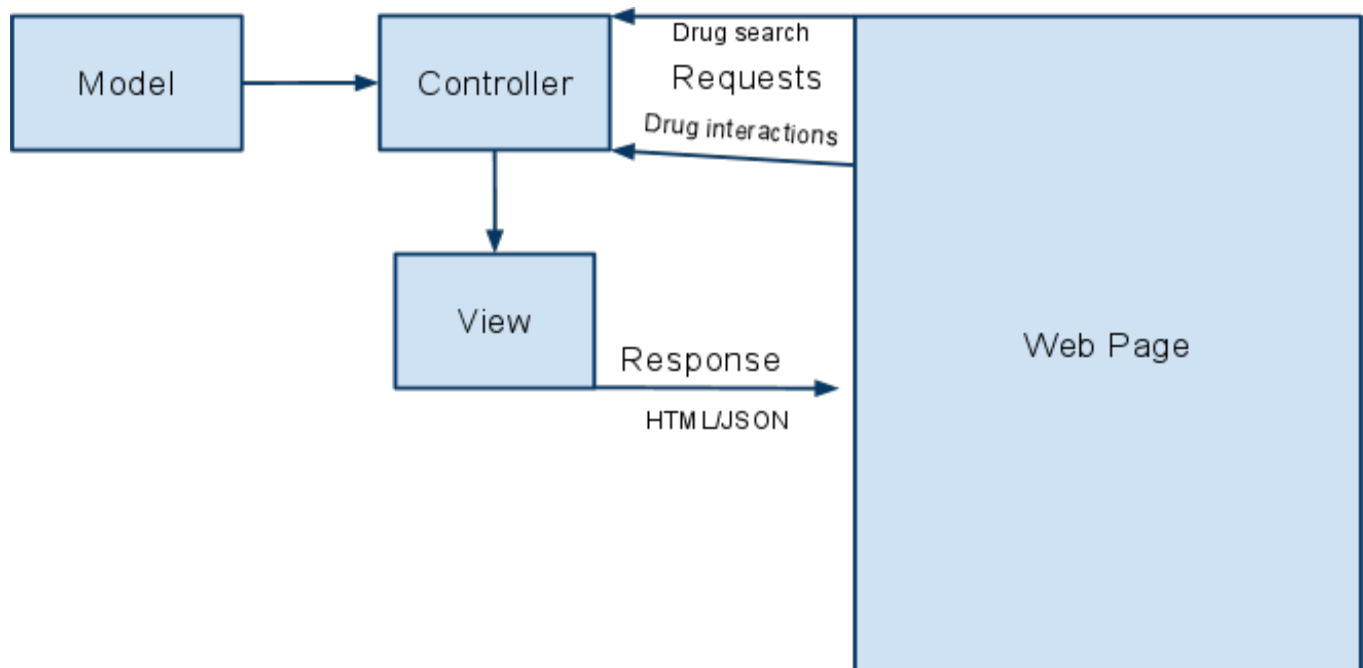 Model
Controller
Drug search
Requests
Drug interactions
View
Response
HTML/JSON
Web Page